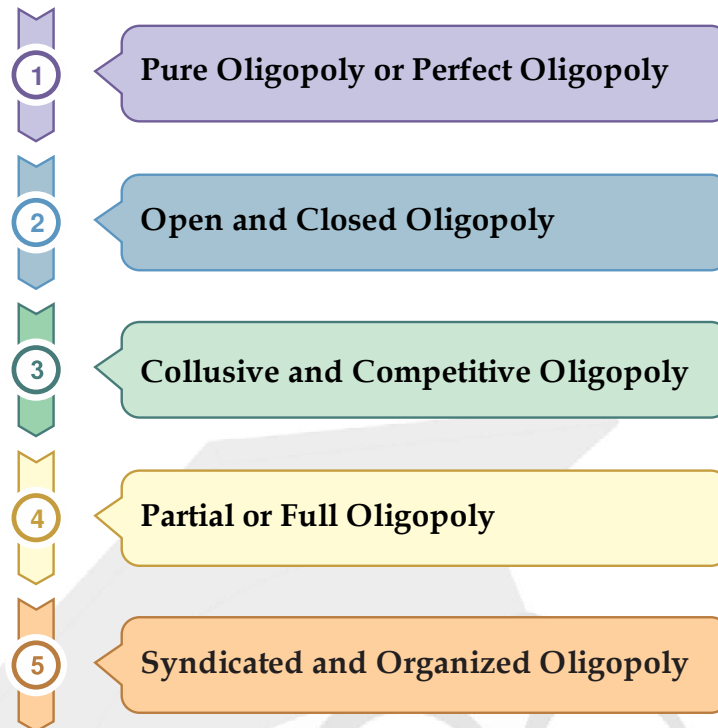 1 Pure Oligopoly or Perfect Oligopoly
2 Open and Closed Oligopoly
3 Collusive and Competitive Oligopoly
4 Partial or Full Oligopoly
5 Syndicated and Organized Oligopoly